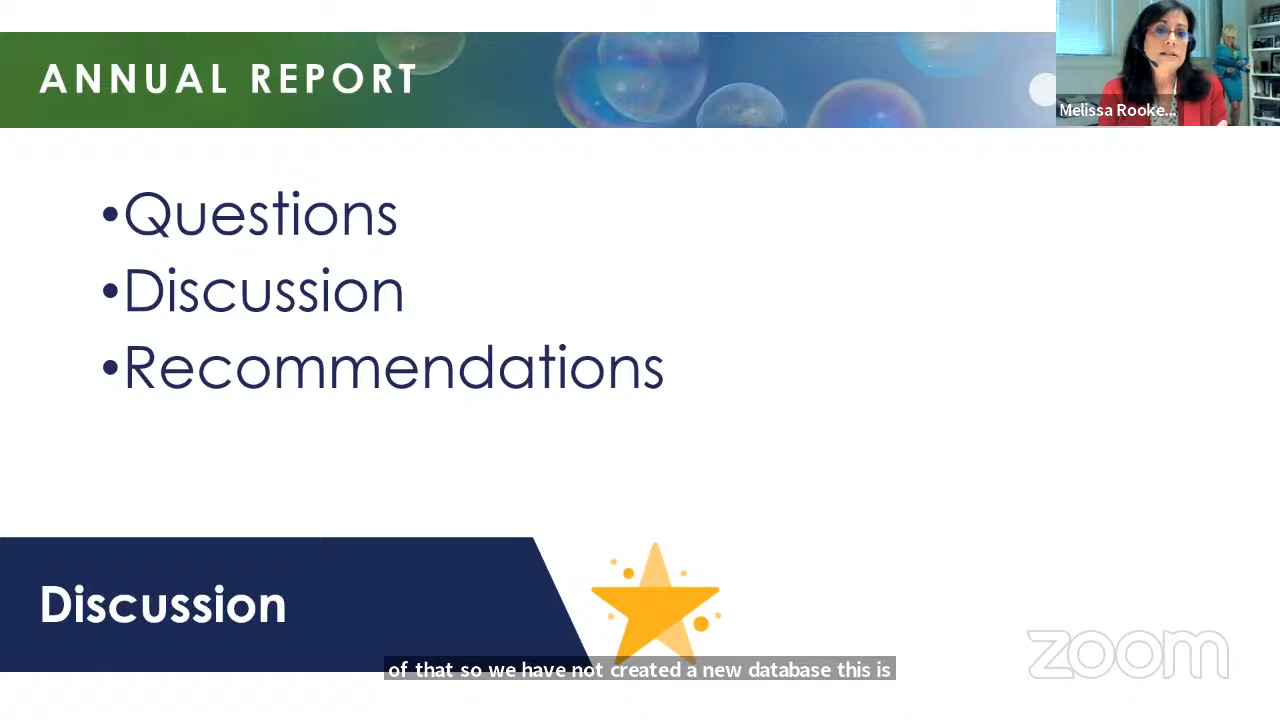 ANNUAL REPORT
Melissa Rooke...
•Questions
•Discussion
•Recommendations
Discussion
zoom
of that so we have not created a new database this is